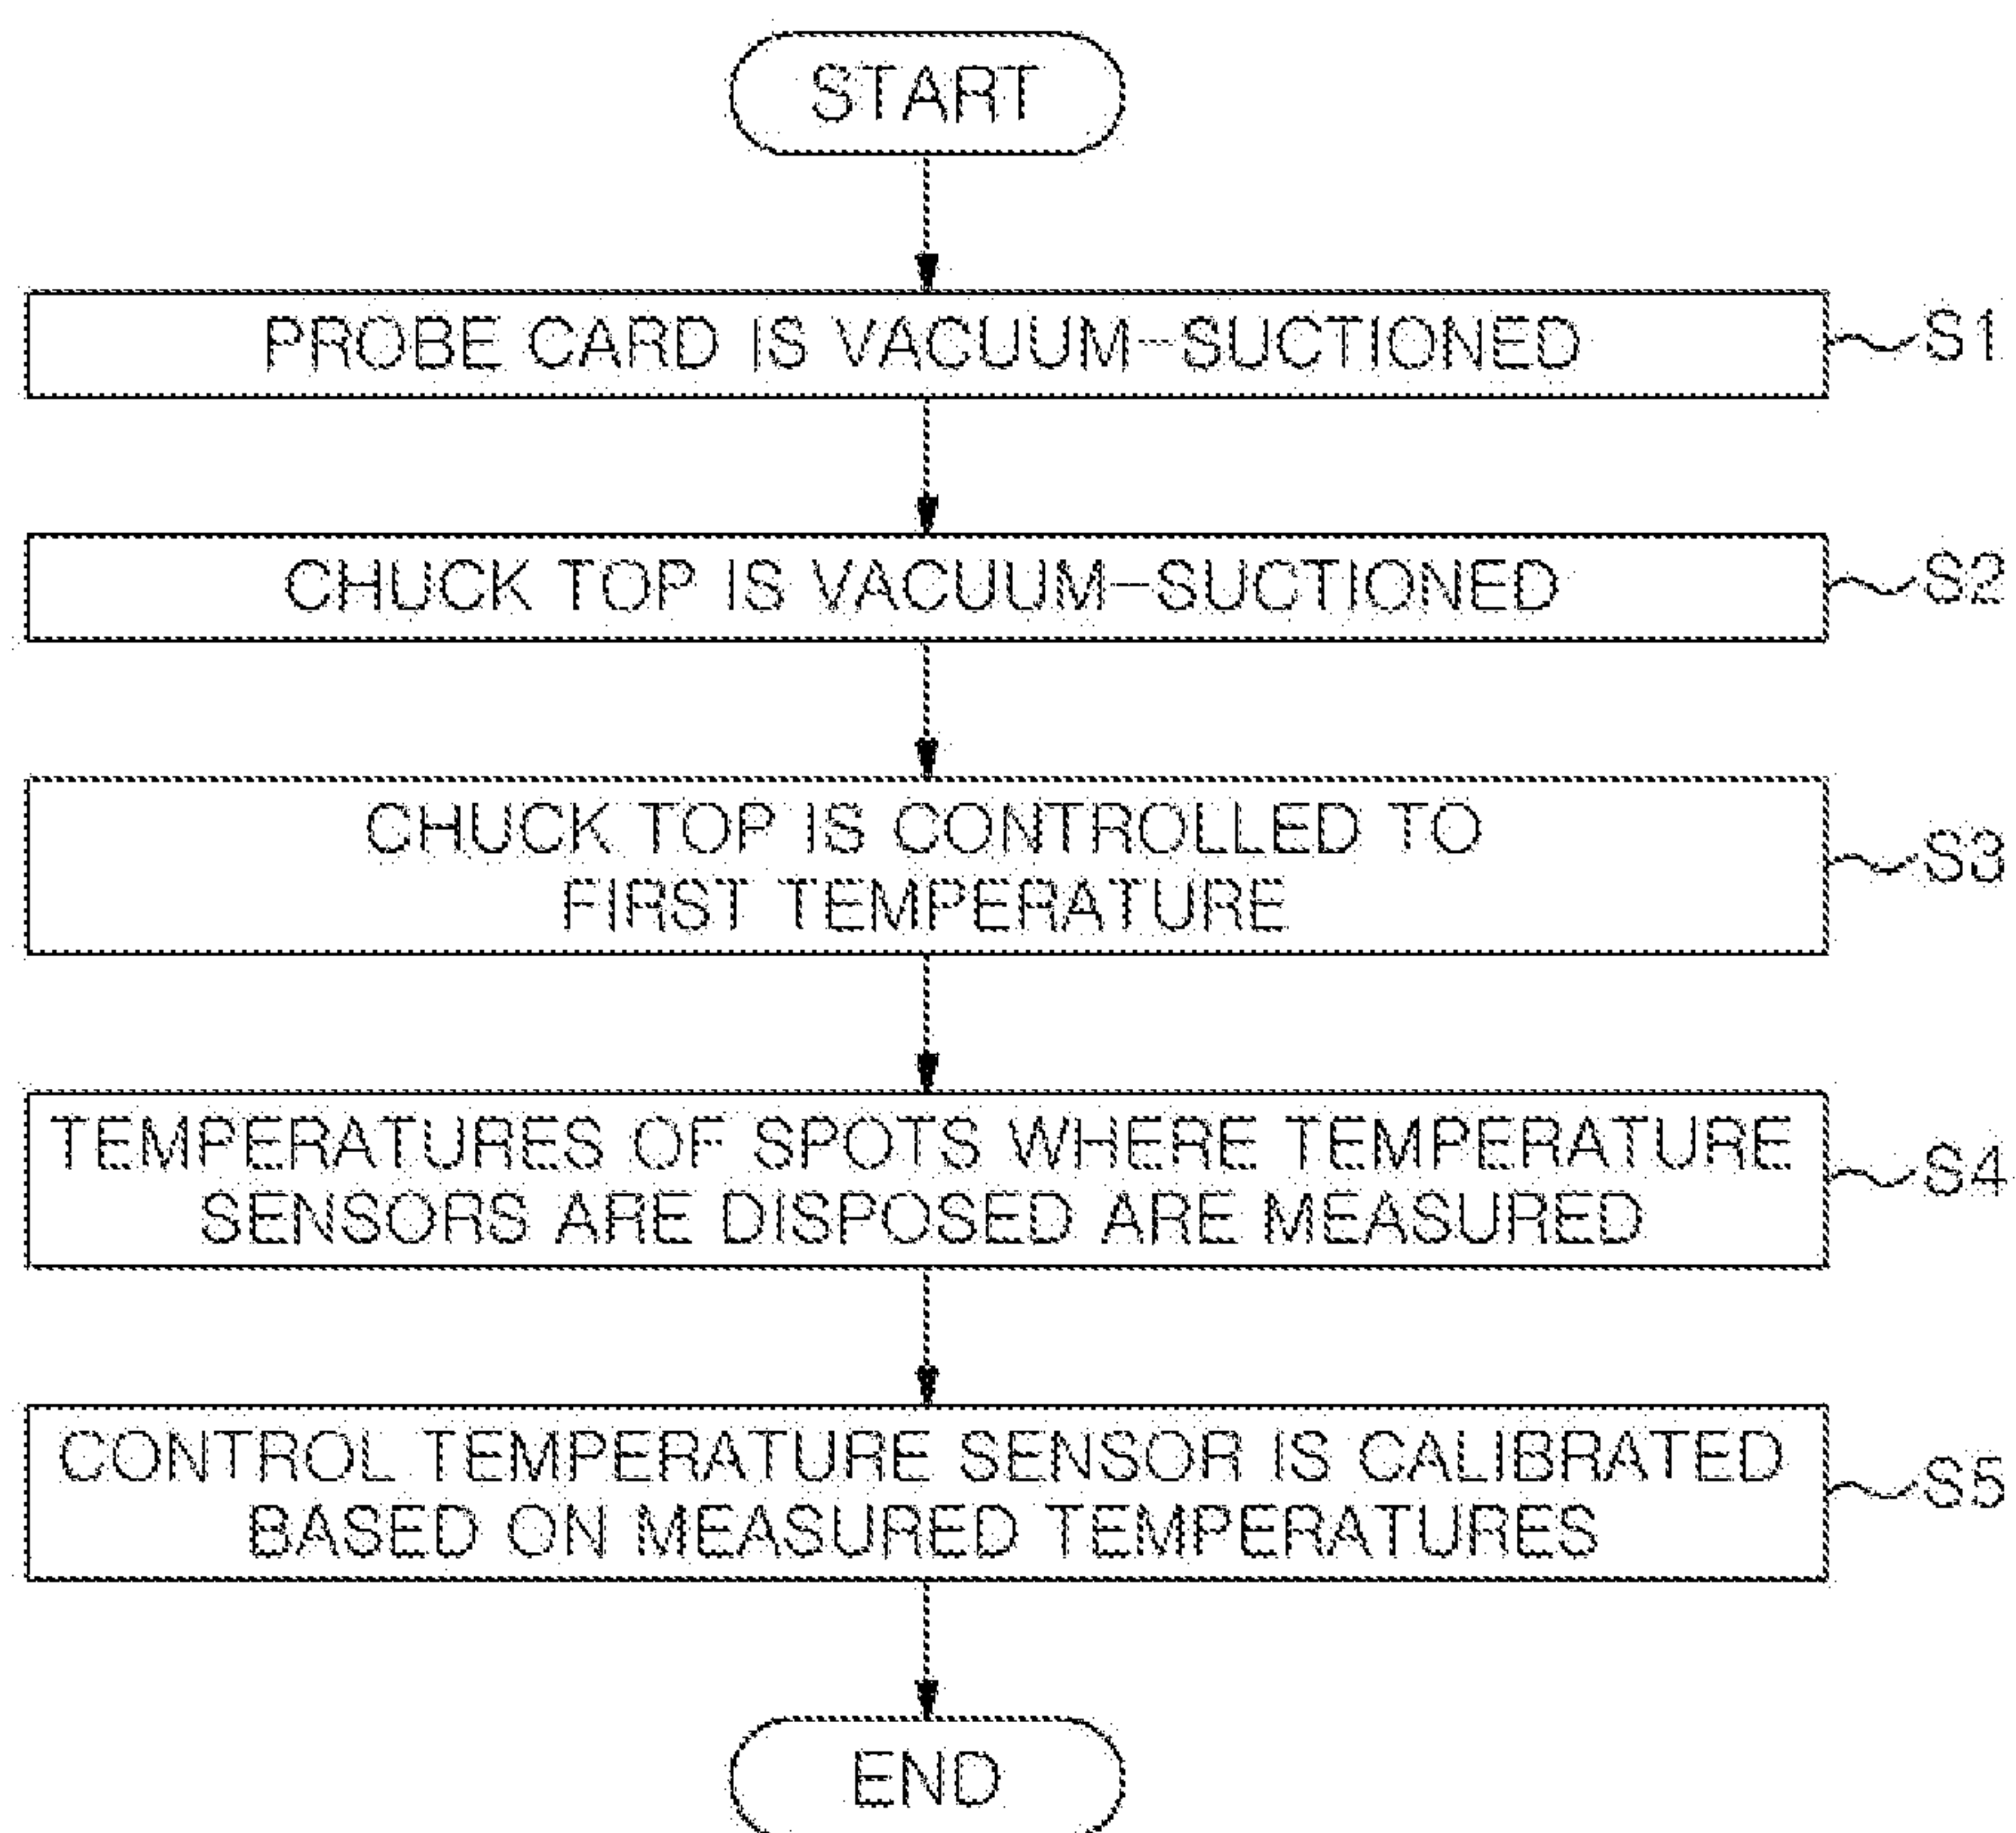 START
PROBE CARD IS VACUUM-SUCTIONED
S1
CHUCK TOP IS VACUUM-SUCTIONED
S2
CHUCK TOP IS CONTROLLED TO
FIRST TEMPERATURE
S3
TEMPERATURES OF SPOTS WHERE TEMPERATURE
SENSORS ARE DISPOSED ARE MEASURED
S4
CONTROL TEMPERATURE SENSOR IS CALIBRATED
BASED ON MEASURED TEMPERATURES
S5
END